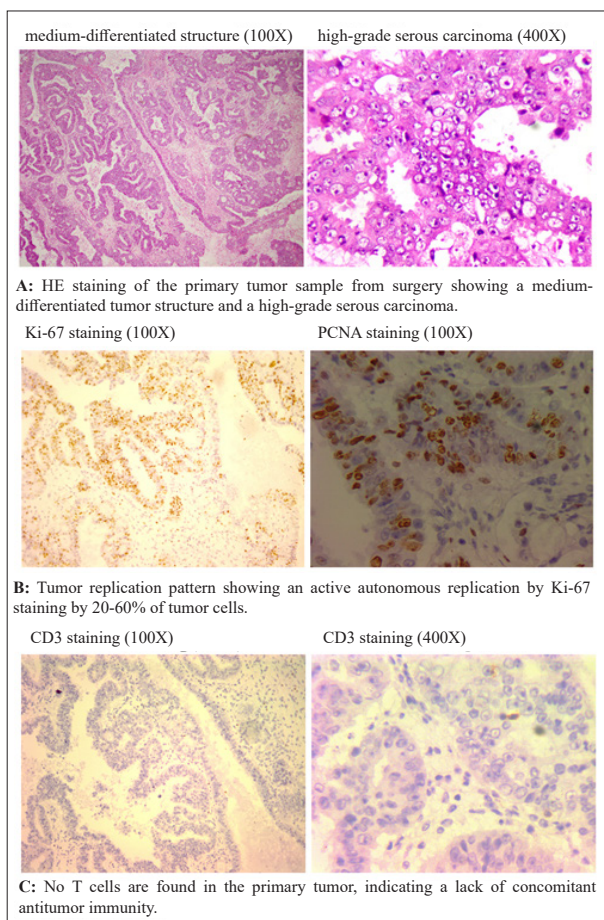 medium-differentiated structure (100X) high-grade serous carcinoma (400X)
A: HE staining of the primary tumor sample from surgery showing a medium-
differentiated tumor structure and a high-grade serous carcinoma.
Ki-67 staining (100X) PCNA staining (100X)
B: Tumor replication pattern showing an active autonomous replication by Ki-67
staining by 20-60% of tumor cells.
CD3 staining (100X) CD3 staining (400X)
C: No T cells are found in the primary tumor, indicating a lack of concomitant
antitumor immunity.